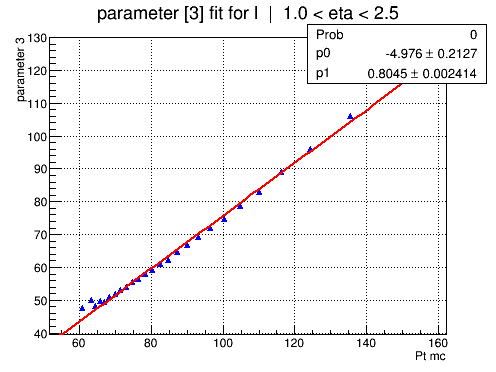 parameter [3] fit for l | 1.0 < eta < 2.5
Prob 0
p0 -4.976 ± 0.2127
p1 0.8045 ± 0.002414
parameter 3
130
120
110
100
90
80
70
60
50
40
60 80 100 120 140 160
Pt mc